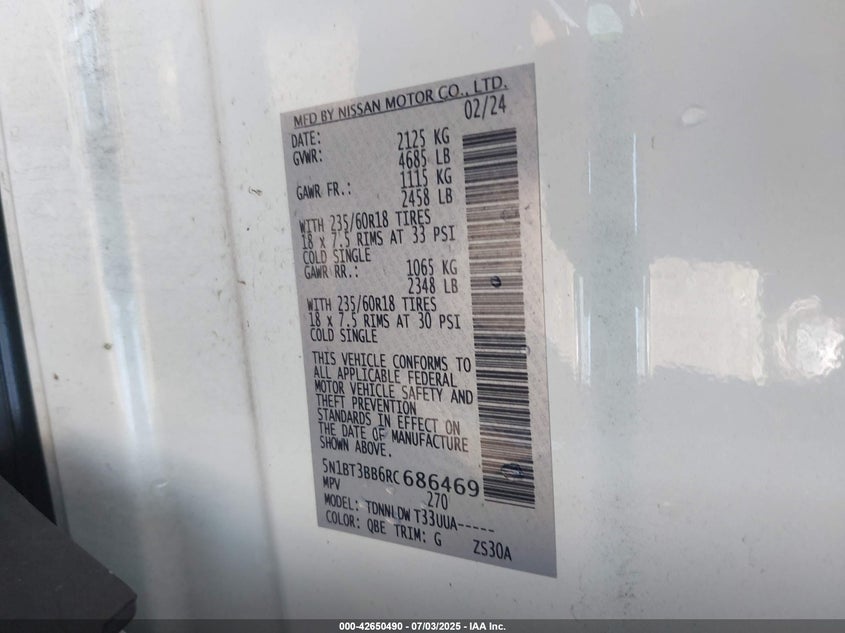 MFD BY NISSAN MOTOR CO., LTD.
DATE: 02/24
GVWR: 2125 KG
4685 LB
GAWR FR.: 1115 KG
2458 LB
WITH 235/60R18 TIRES
18 x 7.5 RIMS AT 33 PSI
COLD SINGLE
GAWR RR.: 1065 KG
2348 LB
WITH 235/60R18 TIRES
18 x 7.5 RIMS AT 30 PSI
COLD SINGLE
THIS VEHICLE CONFORMS TO
ALL APPLICABLE FEDERAL
MOTOR VEHICLE SAFETY AND
THEFT PREVENTION
STANDARDS IN EFFECT ON
THE DATE OF MANUFACTURE
SHOWN ABOVE.
5N1BT3BB6RC686469
MPV 270
MODEL: TDNNLDW T33UUA-----
COLOR: QBE TRIM: G ZS30A
000-42650490 - 07/03/2025 - IAA Inc.